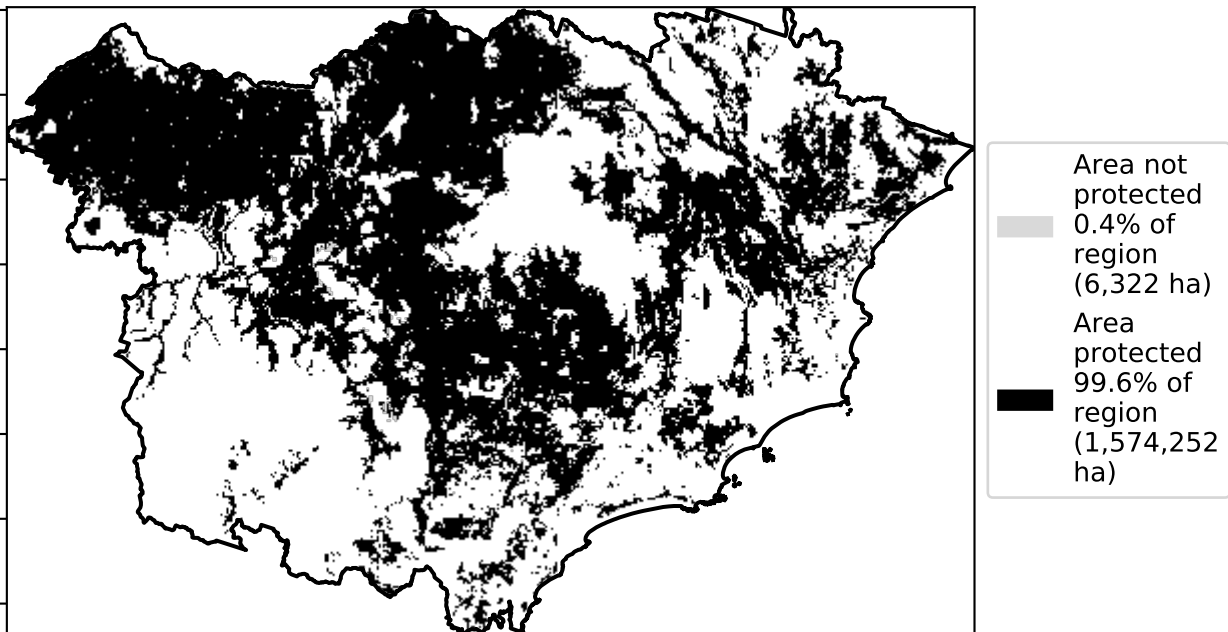 Area not
protected
0.4% of
region
(6,322 ha)
Area
protected
99.6% of
region
(1,574,252
ha)